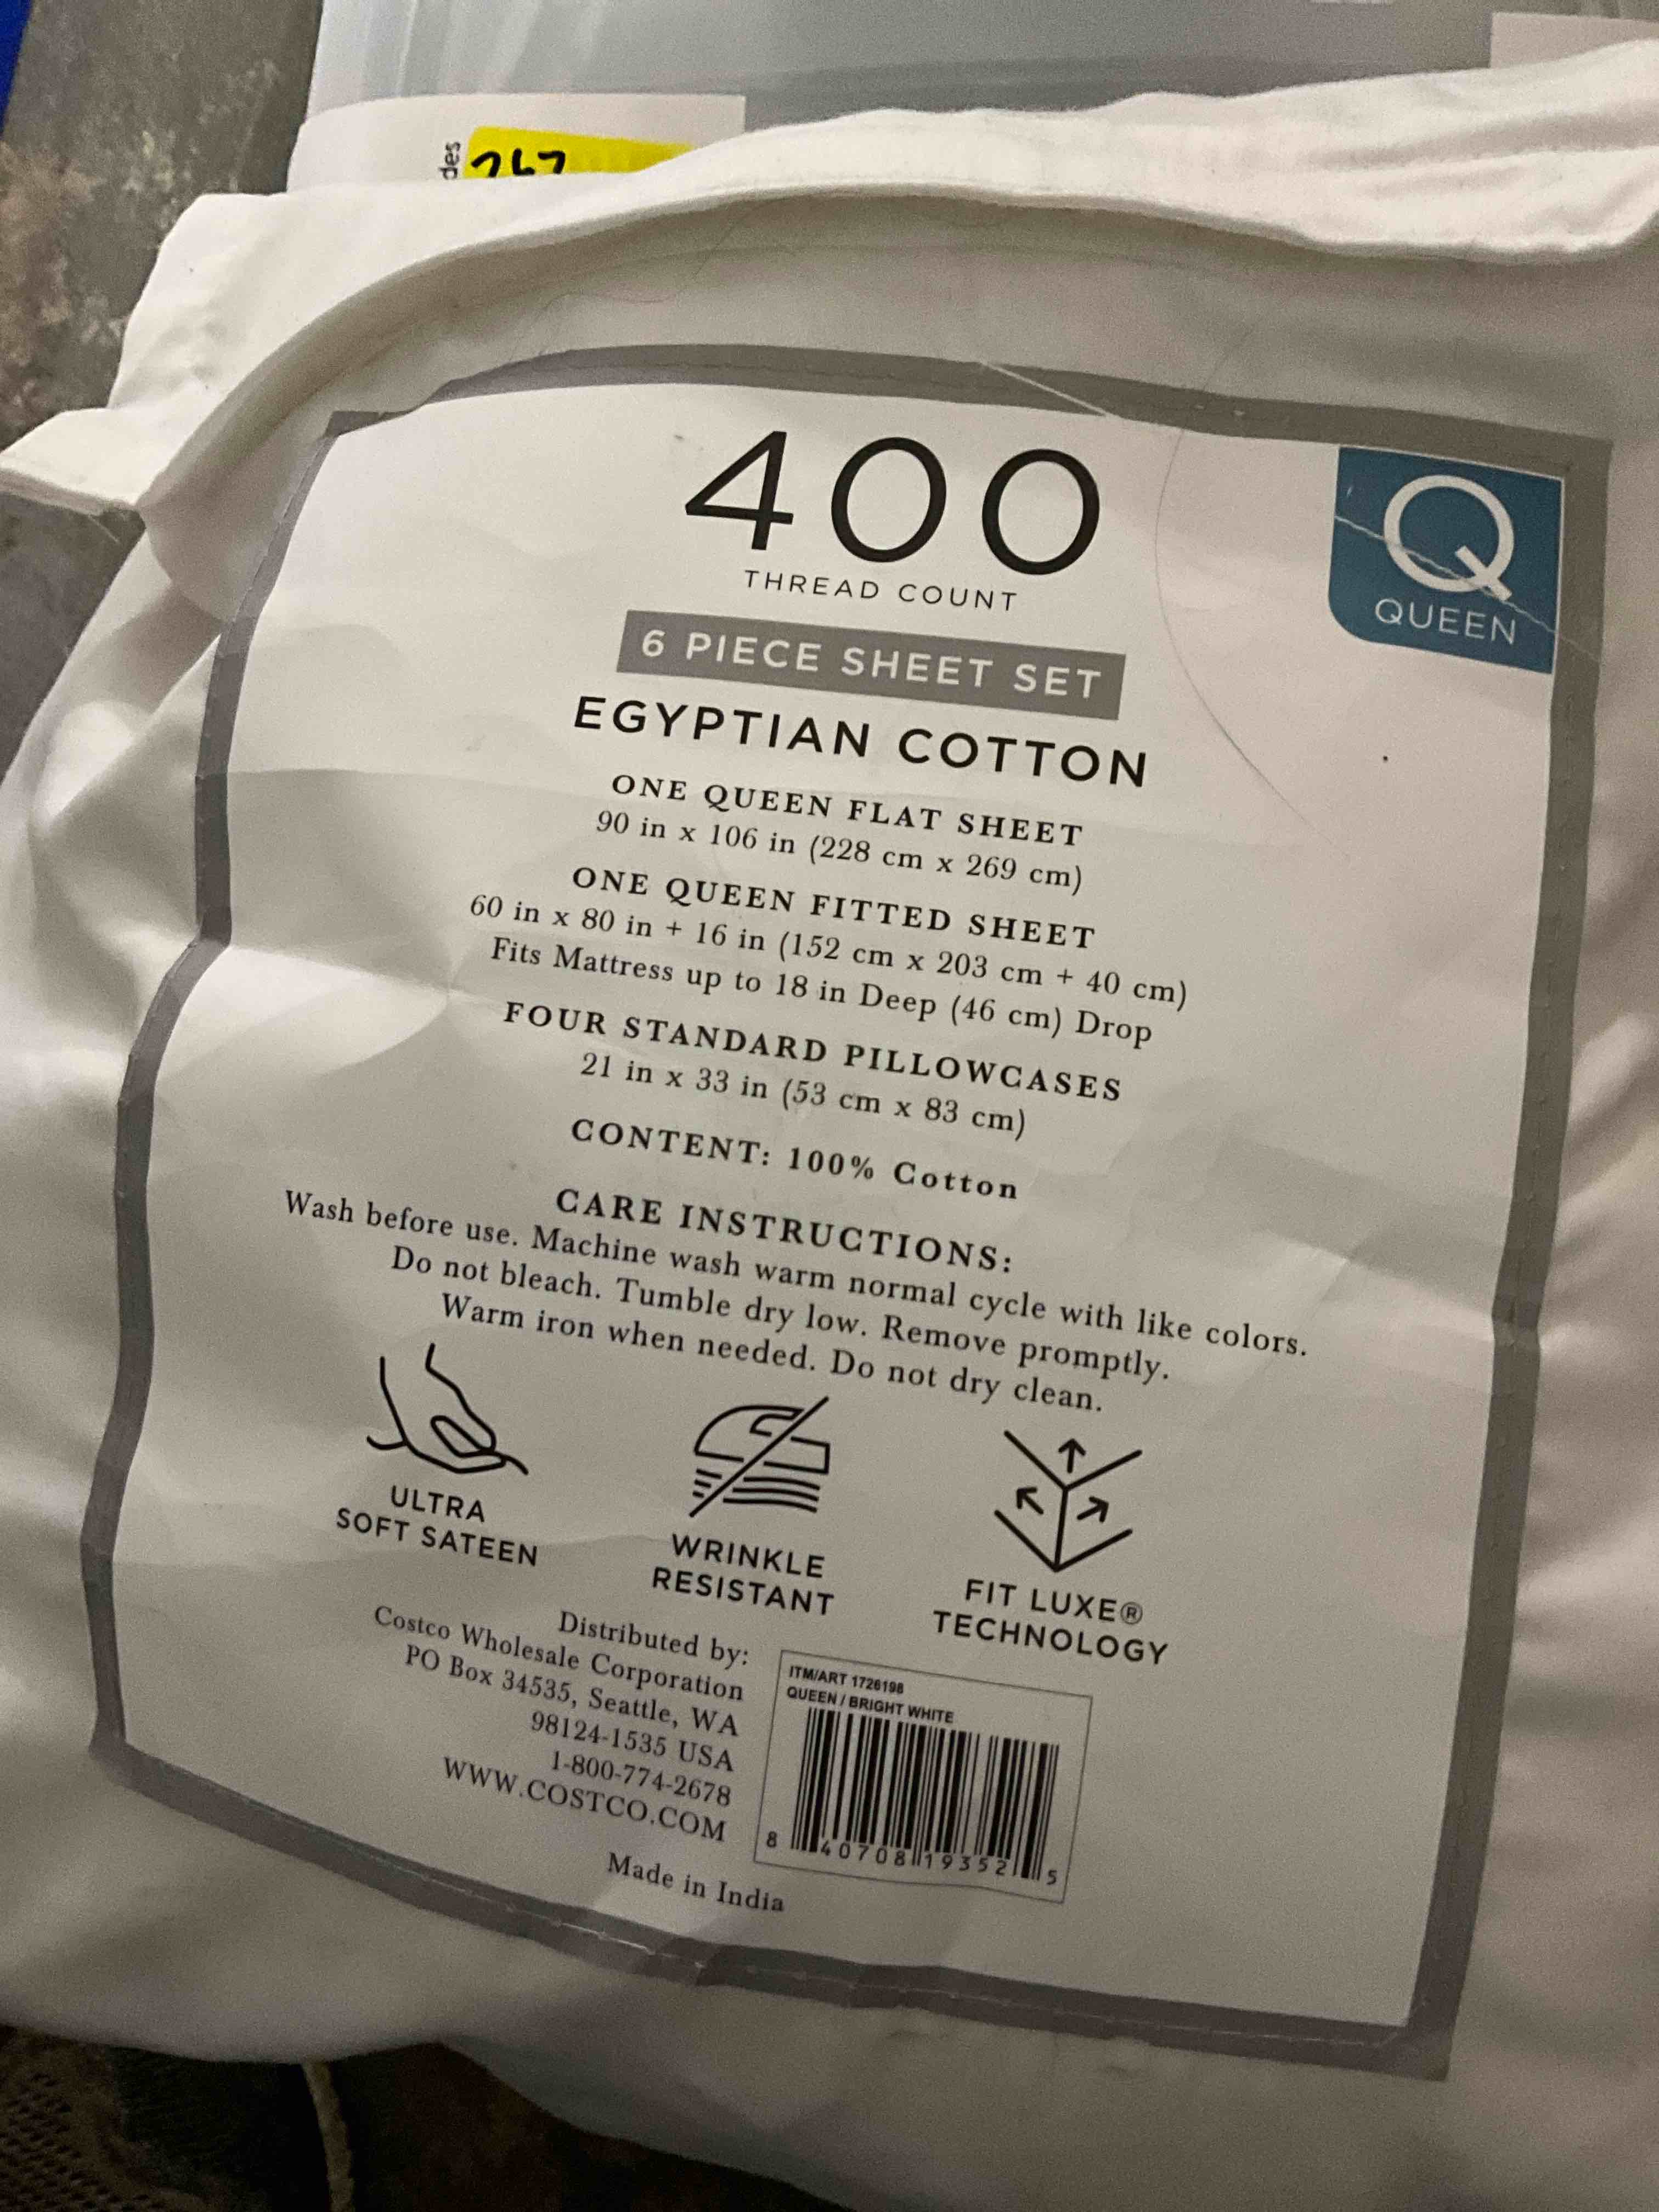 des
267
400
THREAD COUNT
Q
QUEEN
6 PIECE SHEET SET
EGYPTIAN COTTON
ONE QUEEN FLAT SHEET
90 in x 106 in (228 cm x 269 cm)
ONE QUEEN FITTED SHEET
60 in x 80 in + 16 in (152 cm x 203 cm + 40 cm)
Fits Mattress up to 18 in Deep (46 cm) Drop
FOUR STANDARD PILLOWCASES
21 in x 33 in (53 cm x 83 cm)
CONTENT: 100% Cotton
CARE INSTRUCTIONS:
Wash before use. Machine wash warm normal cycle with like colors.
Do not bleach. Tumble dry low. Remove promptly.
Warm iron when needed. Do not dry clean.
ULTRA
SOFT SATEEN
WRINKLE
RESISTANT
FIT LUXE®
TECHNOLOGY
Distributed by:
Costco Wholesale Corporation
PO Box 34535, Seattle, WA
98124-1535 USA
1-800-774-2678
WWW.COSTCO.COM
Made in India
ITM/ART 1726198
QUEEN / BRIGHT WHITE
8 40708 19352 5